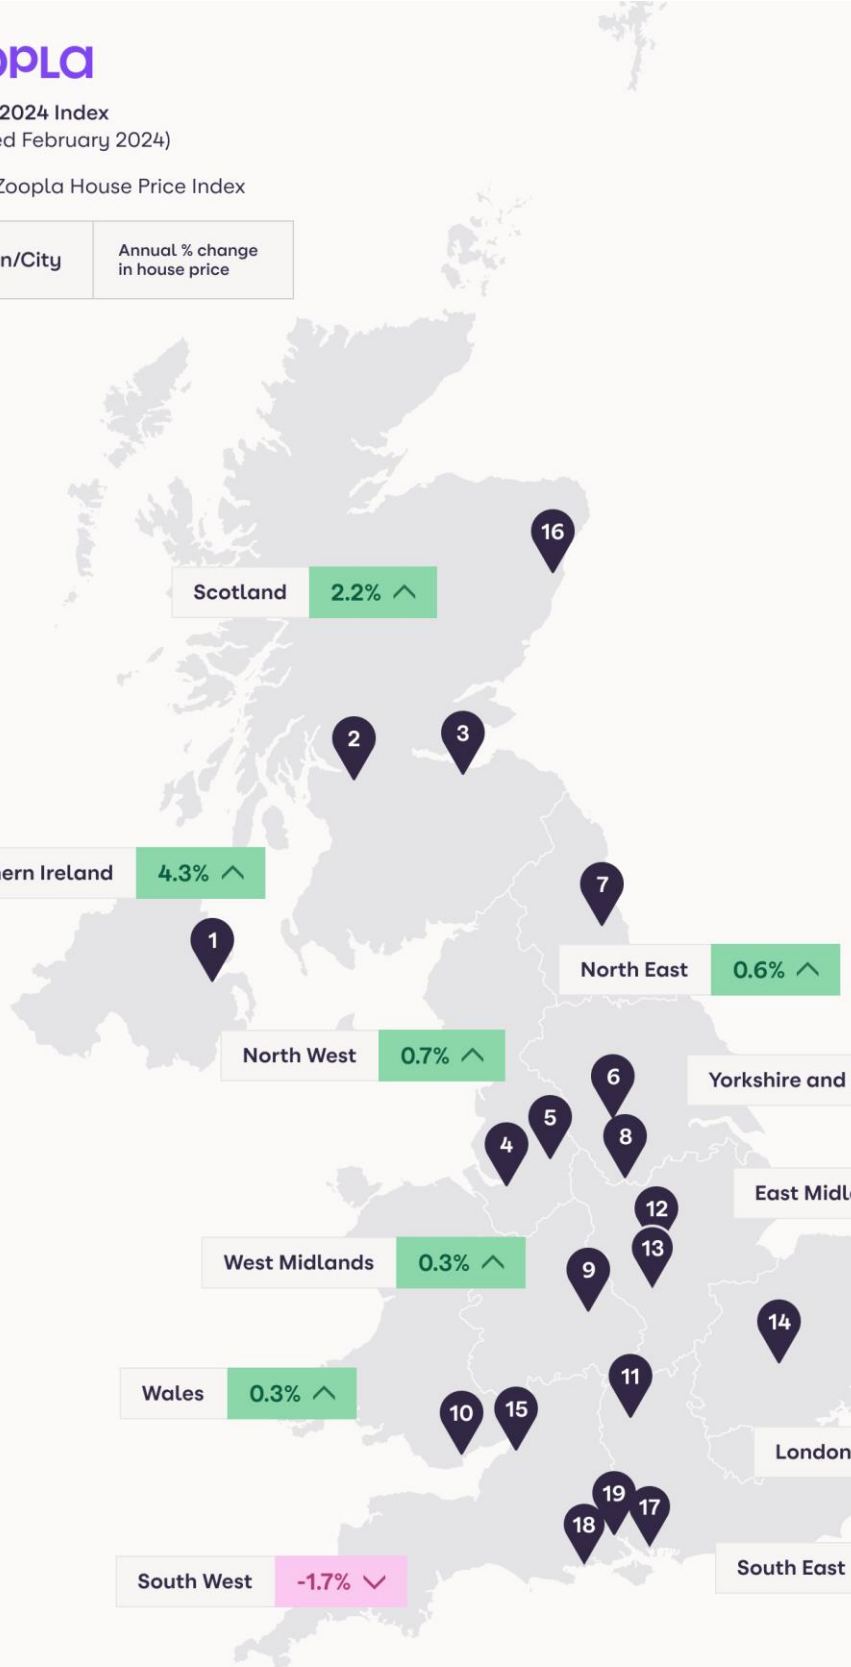 opla
2024 Index
ed February 2024)
Zoopla House Price Index
n/City
Annual % change
in house price
16
Scotland 2.2%
2
3
ern Ireland 4.3%
7
1
North East 0.6%
North West 0.7%
6
Yorkshire and
5
8
4
East Midl
12
13
West Midlands 0.3%
9
14
11
Wales 0.3%
10
15
London
19
17
18
South East
South West -1.7%